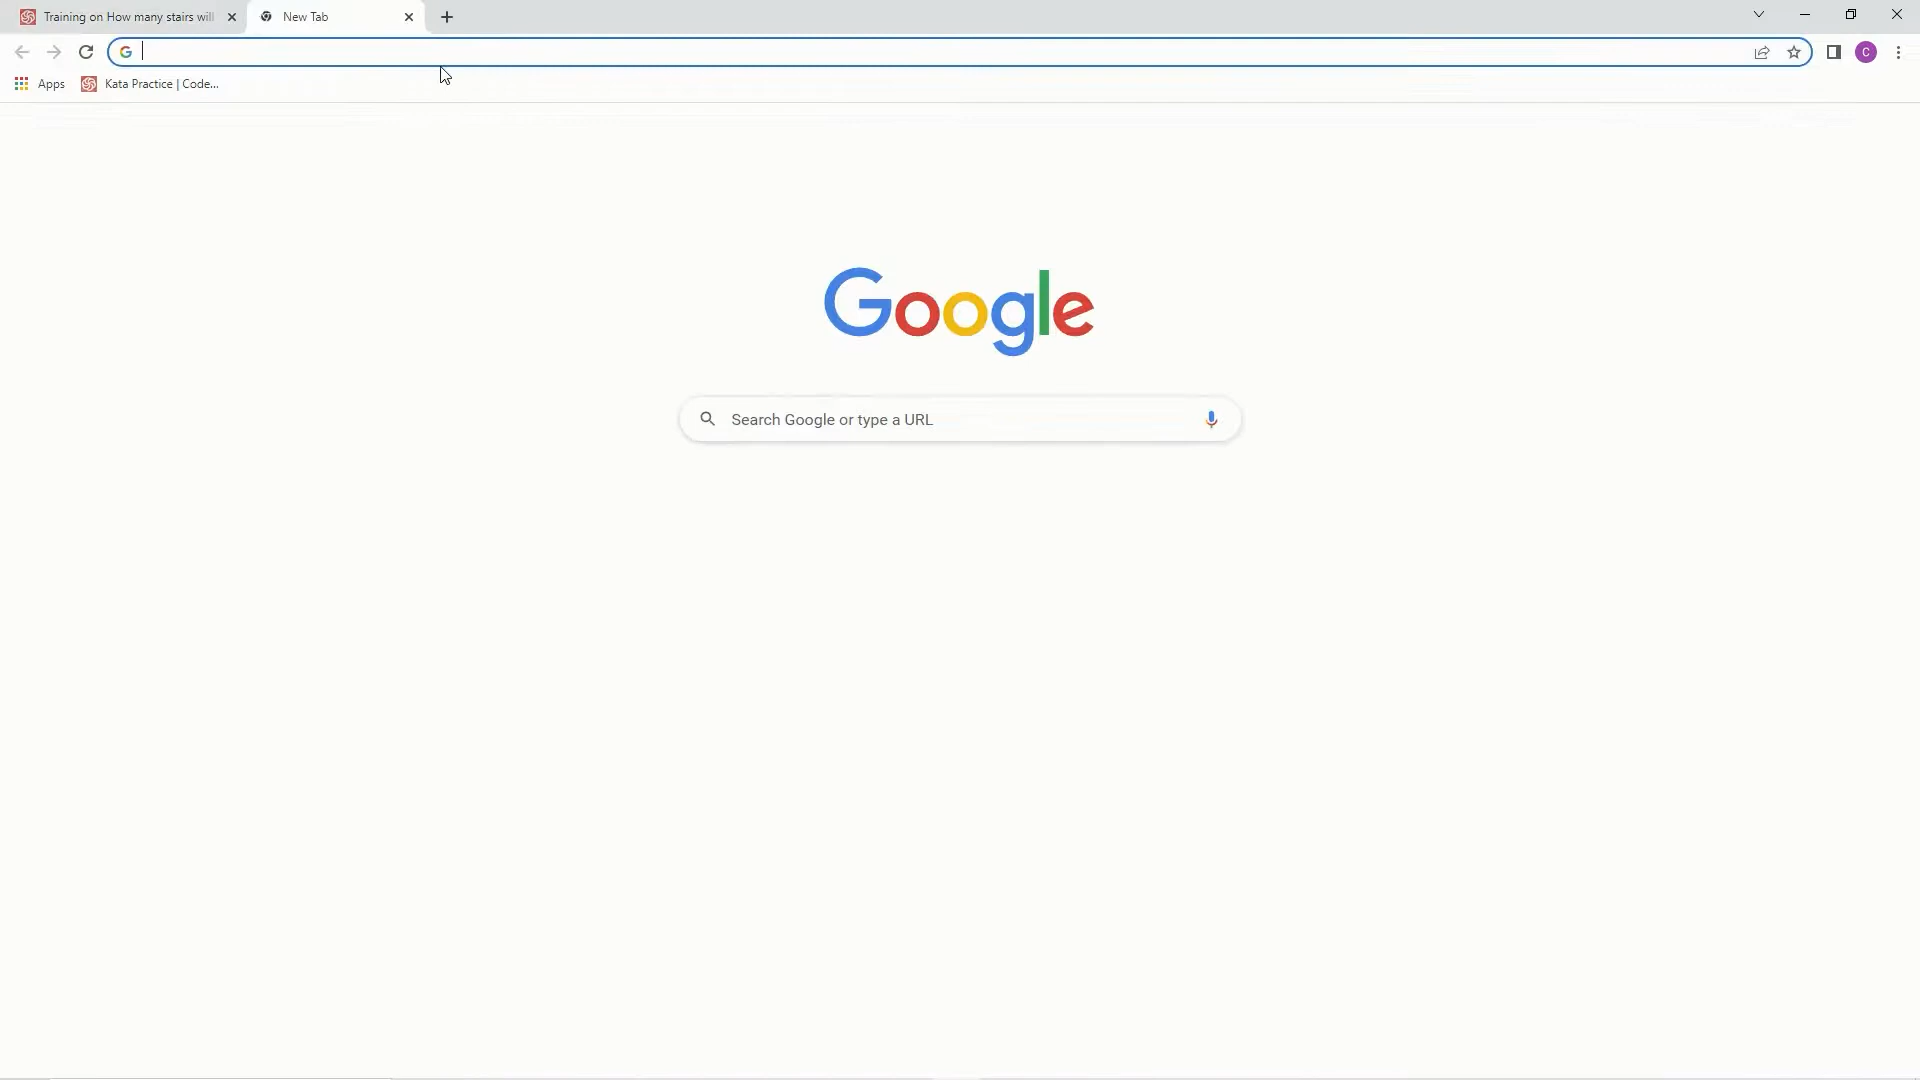 Training on How many stairs will
New Tab
Apps
Kata Practice | Code...
C
Google
Search Google or type a URL